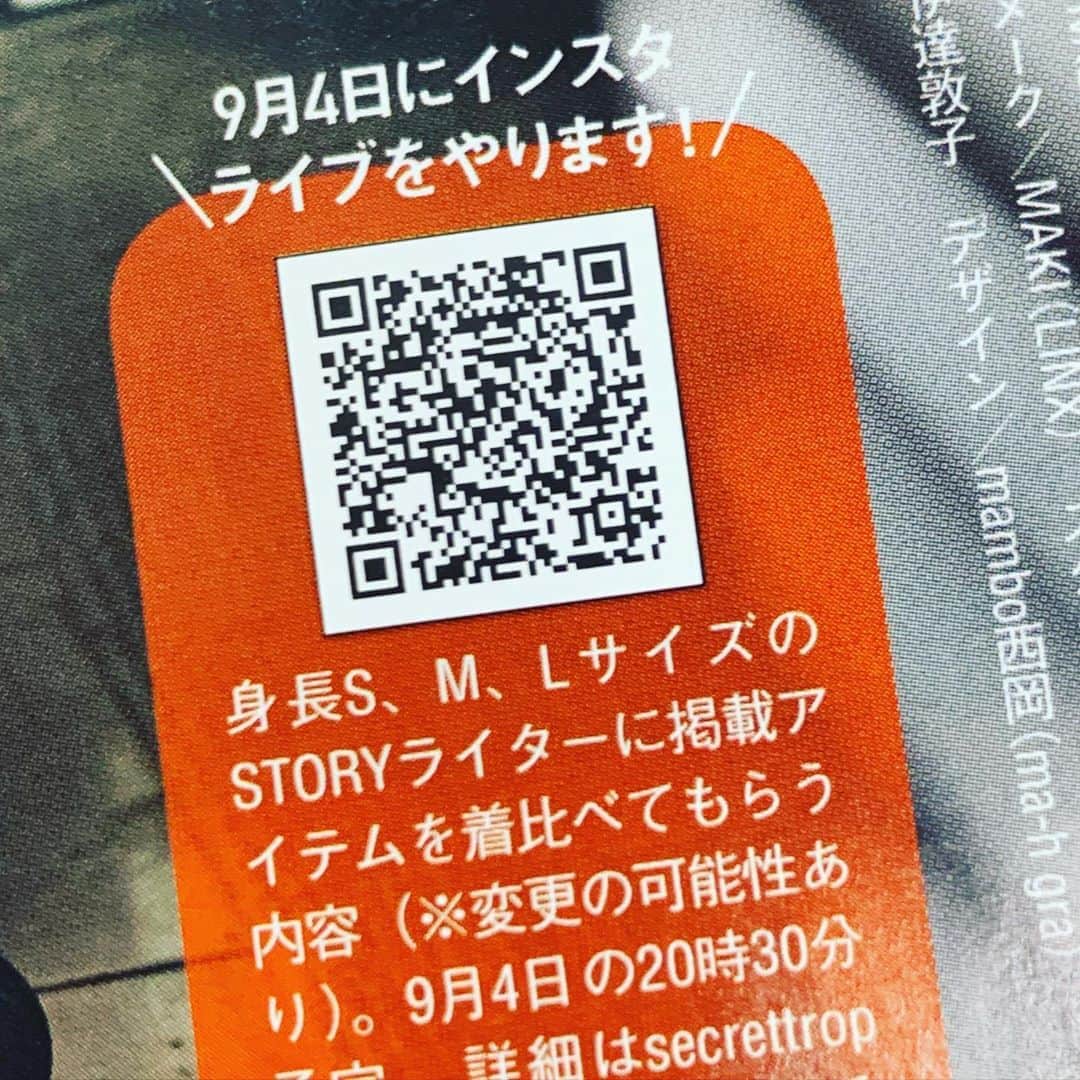 9月4日にインスタ
\ライブをやります!/
身長S、M、Lサイズの
STORYライターに掲載ア
イテムを着比べてもらう
内容(※変更の可能性あ
り)。9月4日の20時30分
予定 詳細はsecrettrop
メーク/MAKI(LINX)
伊達敦子 デザイン/mambo西岡(ma-h gra)